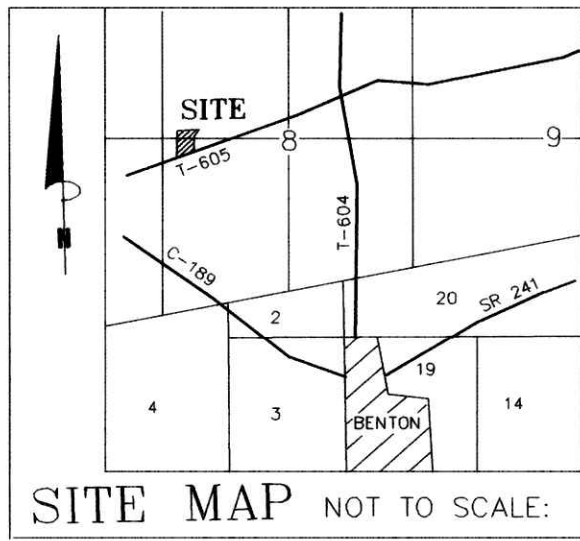 SITE
8
9
T-605
T-604
C-189
2
20
SR 241
19
4
3
14
BENTON
N
SITE MAP NOT TO SCALE: